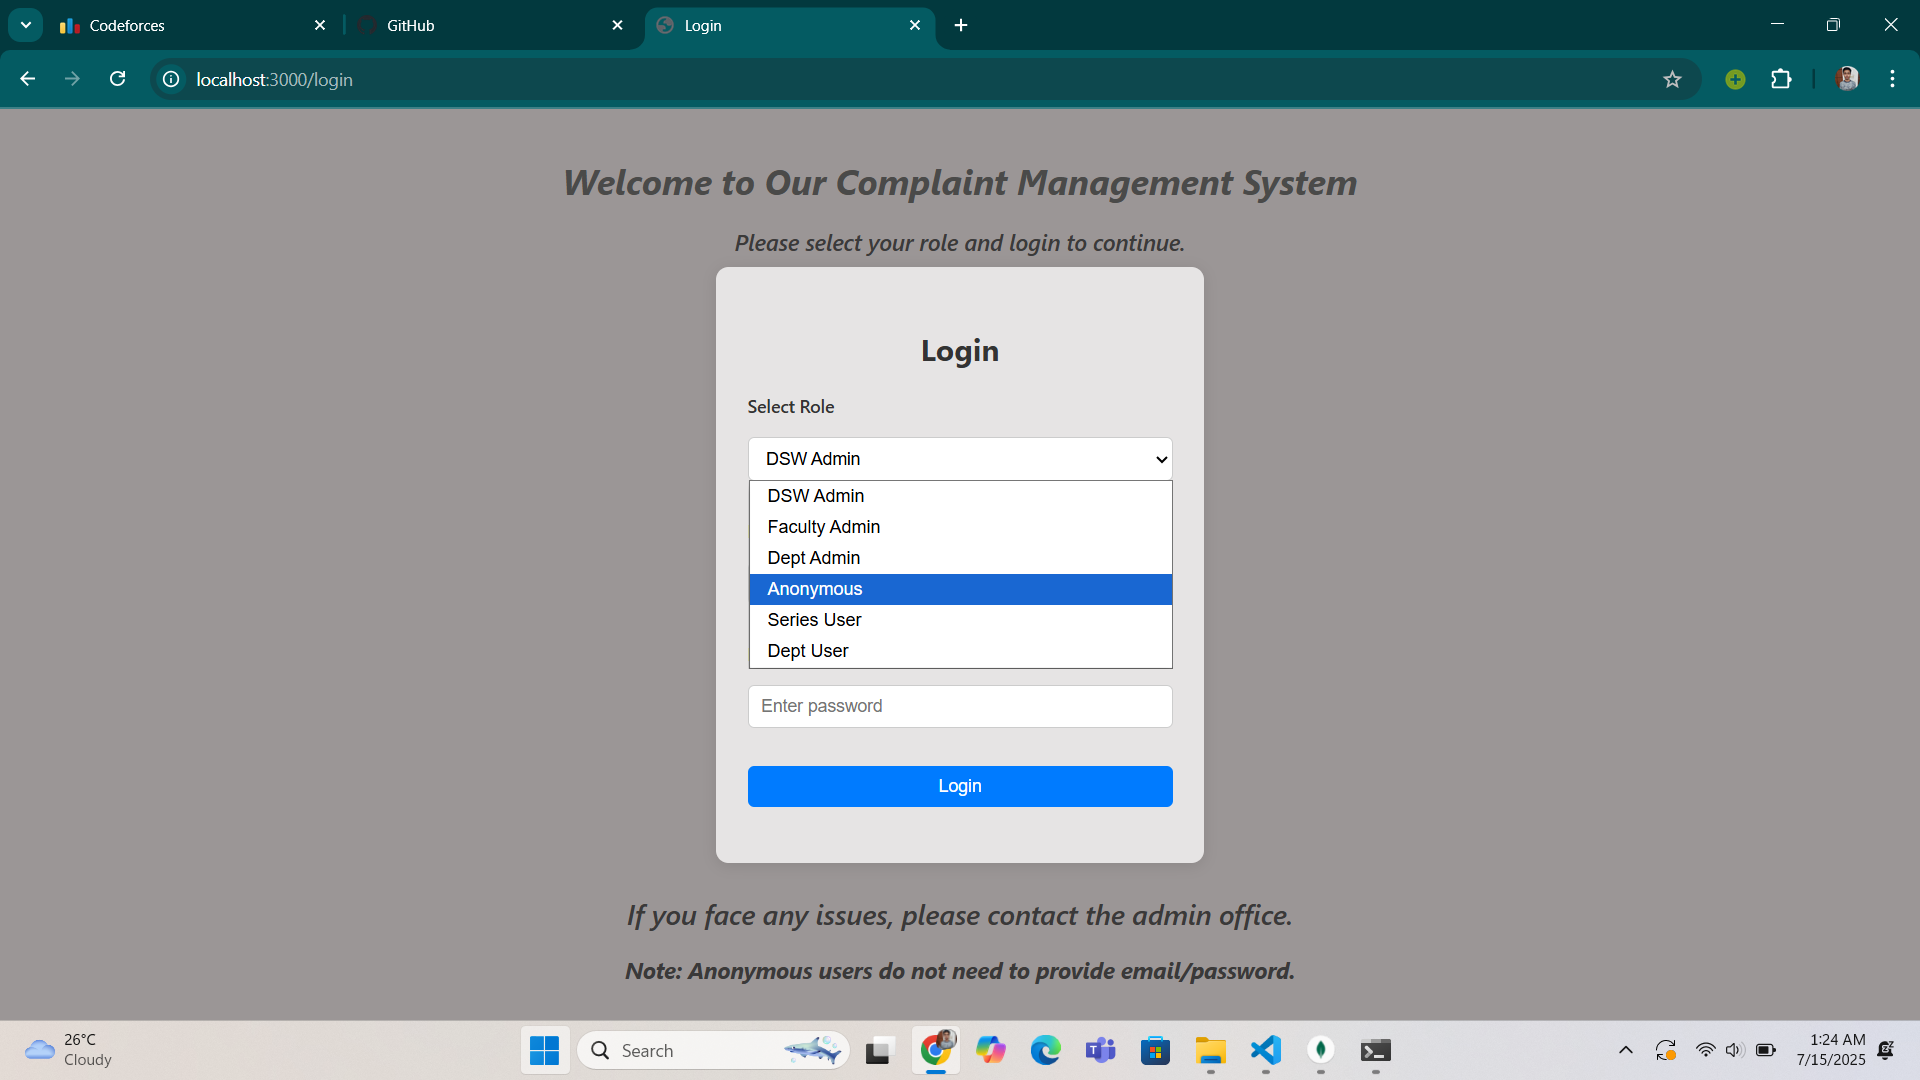 Codeforces
GitHub
Login
localhost:3000/login
Welcome to Our Complaint Management System
Please select your role and login to continue.
Login
Select Role
DSW Admin
DSW Admin
Faculty Admin
Dept Admin
Anonymous
Series User
Dept User
Enter password
Login
If you face any issues, please contact the admin office.
Note: Anonymous users do not need to provide email/password.
26°C
Cloudy
Search
1:24 AM
7/15/2025